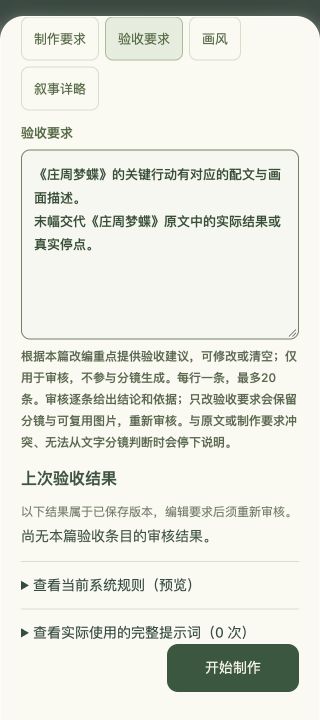 制作要求
验收要求
画风
叙事详略
验收要求
《庄周梦蝶》的关键行动有对应的配文与画
面描述。
末幅交代《庄周梦蝶》原文中的实际结果或
真实停点。
根据本篇改编重点提供验收建议，可修改或清空；仅
用于审核，不参与分镜生成。每行一条，最多20
条。审核逐条给出结论和依据；只改验收要求会保留
分镜与可复用图片，重新审核。与原文或制作要求冲
突、无法从文字分镜判断时会停下说明。
上次验收结果
以下结果属于已保存版本，编辑要求后须重新审核。
尚无本篇验收条目的审核结果。
▶ 查看当前系统规则（预览）
▶ 查看实际使用的完整提示词（0 次）
开始制作